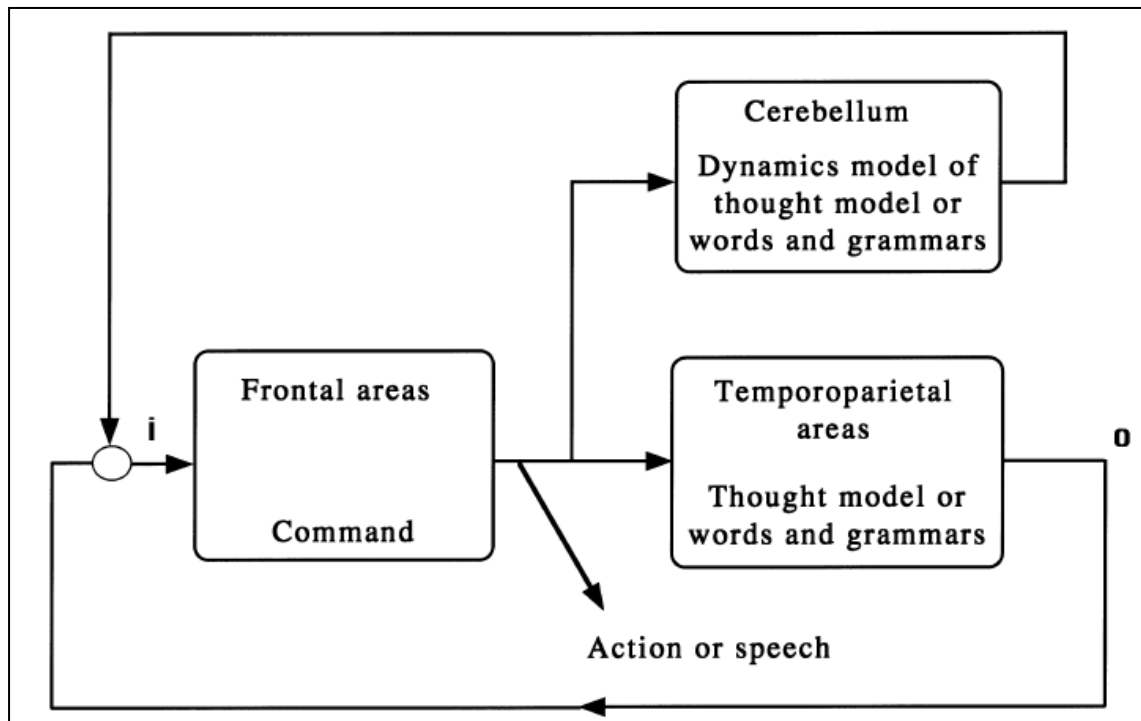 Cerebellum
Dynamics model of
thought model or
words and grammars
i
Frontal areas
Command
Temporoparietal
areas
Thought model or
words and grammars
o
Action or speech